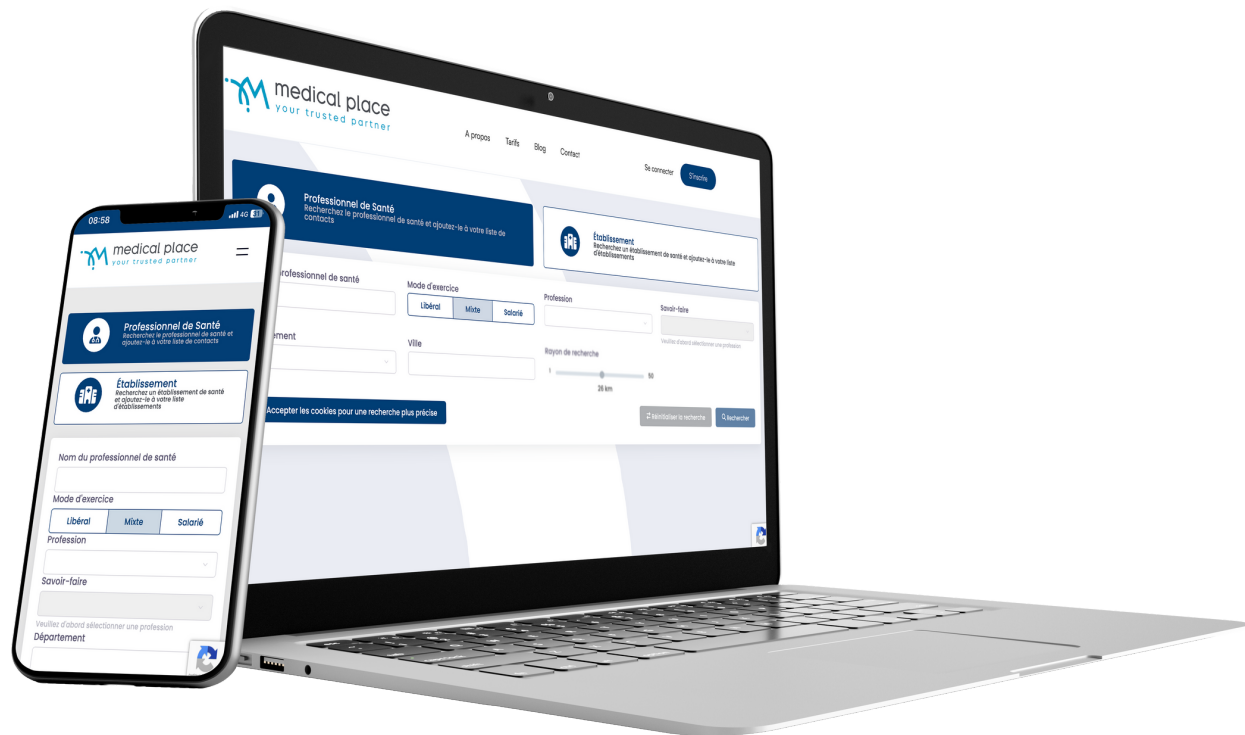 medical place
your trusted partner
A propos
Tarifs
Blog
Contact
Se connecter
S'inscrire
Professionnel de Santé
Recherchez le professionnel de santé et ajoutez-le à votre liste de
contacts
Établissement
Recherchez un établissement de santé et ajoutez-le à votre liste
d'établissements
rofessionnel de santé
Mode d'exercice
Libéral
Mixte
Salarié
Profession
Savoir-faire
Veuillez d'abord sélectionner une profession
ement
Ville
Rayon de recherche
1
50
26 km
Accepter les cookies pour une recherche plus précise
Réinitialiser la recherche
Rechercher
08:58
4G
31
medical place
your trusted partner
Professionnel de Santé
Recherchez le professionnel de santé et
ajoutez-le à votre liste de contacts
Établissement
Recherchez un établissement de santé
et ajoutez-le à votre liste
d'établissements
Nom du professionnel de santé
Mode d'exercice
Libéral
Mixte
Salarié
Profession
Savoir-faire
Veuillez d'abord sélectionner une profession
Département